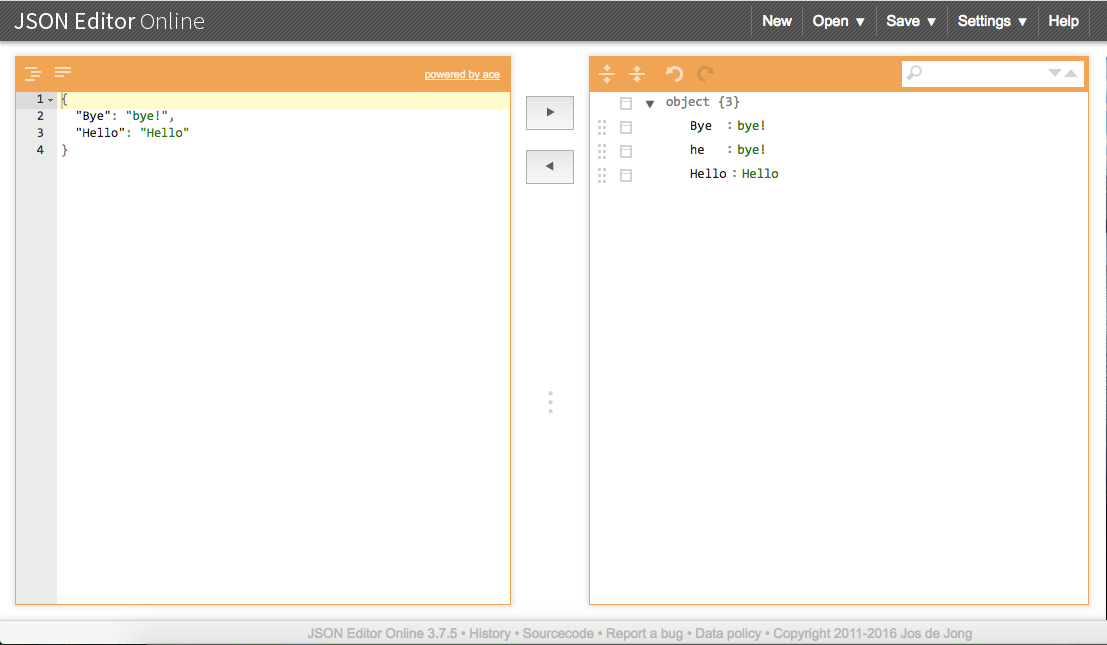 JSON Editor Online
New Open ▼ Save ▼ Settings ▼ Help
powered by ace
1 {
2 "Bye": "bye!",
3 "Hello": "Hello"
4 }
object {3}
Bye : bye!
he : bye!
Hello : Hello
JSON Editor Online 3.7.5 • History • Sourcecode • Report a bug • Data policy • Copyright 2011-2016 Jos de Jong